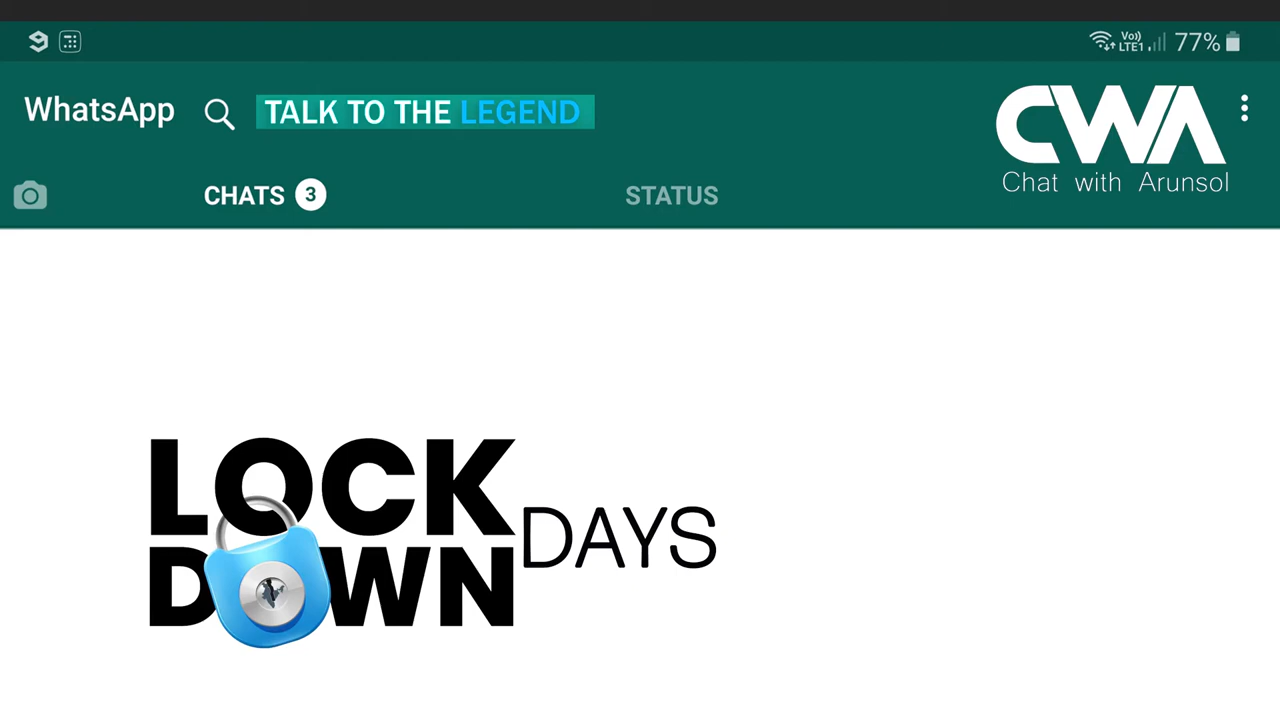 Vo))
LTE1
77%
WhatsApp
TALK TO THE LEGEND
CWA
Chat with Arunsol
CHATS 3
STATUS
LOCK
DOWN
DAYS